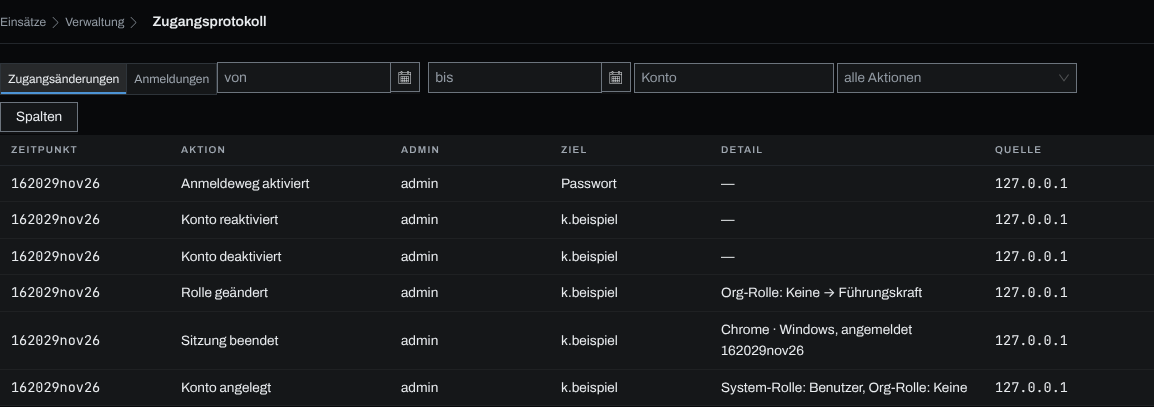 Einsätze > Verwaltung > Zugangsprotokoll
Zugangsänderungen Anmeldungen von bis Konto alle Aktionen
Spalten
ZEITPUNKT AKTION ADMIN ZIEL DETAIL QUELLE
162029nov26 Anmeldeweg aktiviert admin Passwort — 127.0.0.1
162029nov26 Konto reaktiviert admin k.beispiel — 127.0.0.1
162029nov26 Konto deaktiviert admin k.beispiel — 127.0.0.1
162029nov26 Rolle geändert admin k.beispiel Org-Rolle: Keine → Führungskraft 127.0.0.1
162029nov26 Sitzung beendet admin k.beispiel Chrome · Windows, angemeldet 162029nov26 127.0.0.1
162029nov26 Konto angelegt admin k.beispiel System-Rolle: Benutzer, Org-Rolle: Keine 127.0.0.1